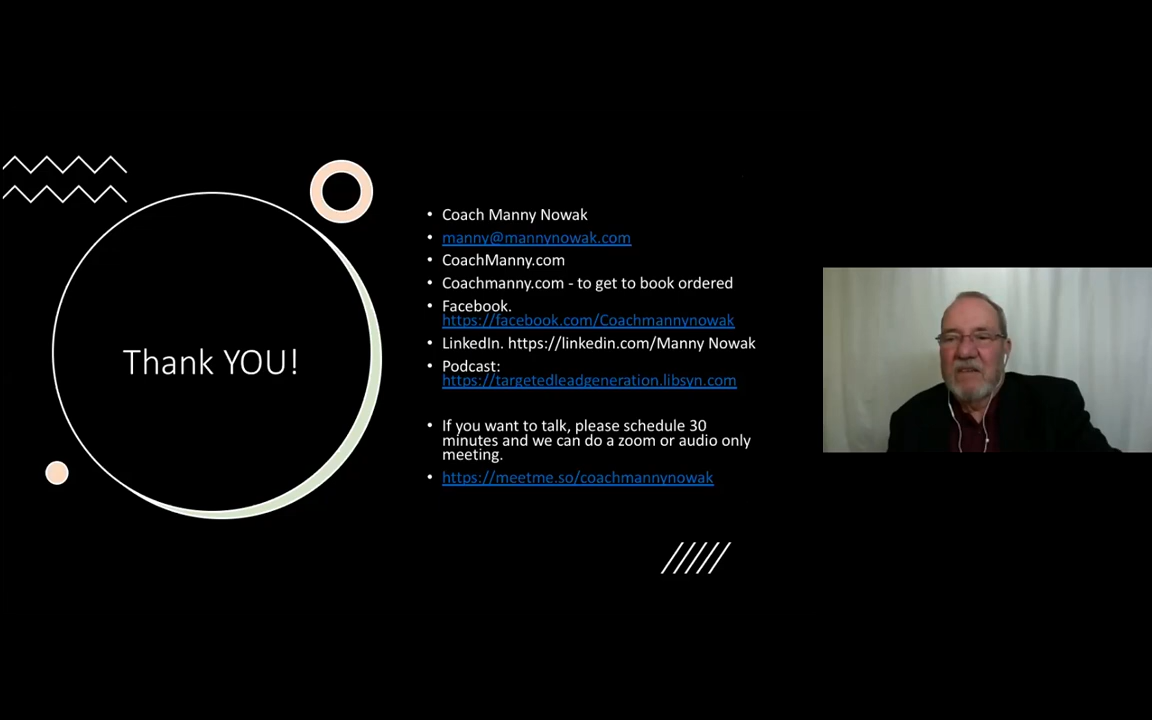 Thank YOU!
Coach Manny Nowak
manny@mannynowak.com
CoachManny.com
Coachmanny.com - to get to book ordered
Facebook.
https://facebook.com/Coachmannynowak
LinkedIn. https://linkedin.com/Manny Nowak
Podcast:
https://targetedleadgeneration.libsyn.com
If you want to talk, please schedule 30
minutes and we can do a zoom or audio only
meeting.
https://meetme.so/coachmannynowak